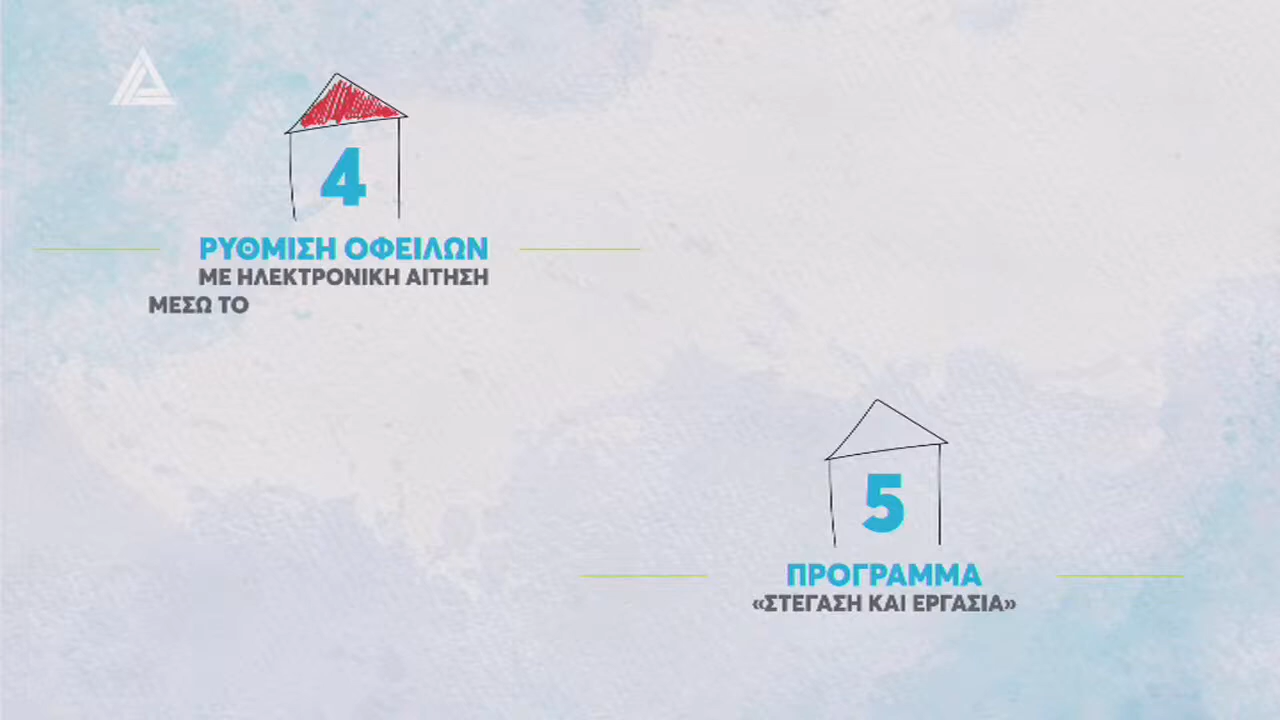 4
ΡΥΘΜΙΣΗ ΟΦΕΙΛΩΝ
ΜΕ ΗΛΕΚΤΡΟΝΙΚΗ ΑΙΤΗΣΗ
ΜΕΣΩ ΤΟ
5
ΠΡΟΓΡΑΜΜΑ
«ΣΤΕΓΑΣΗ ΚΑΙ ΕΡΓΑΣΙΑ»